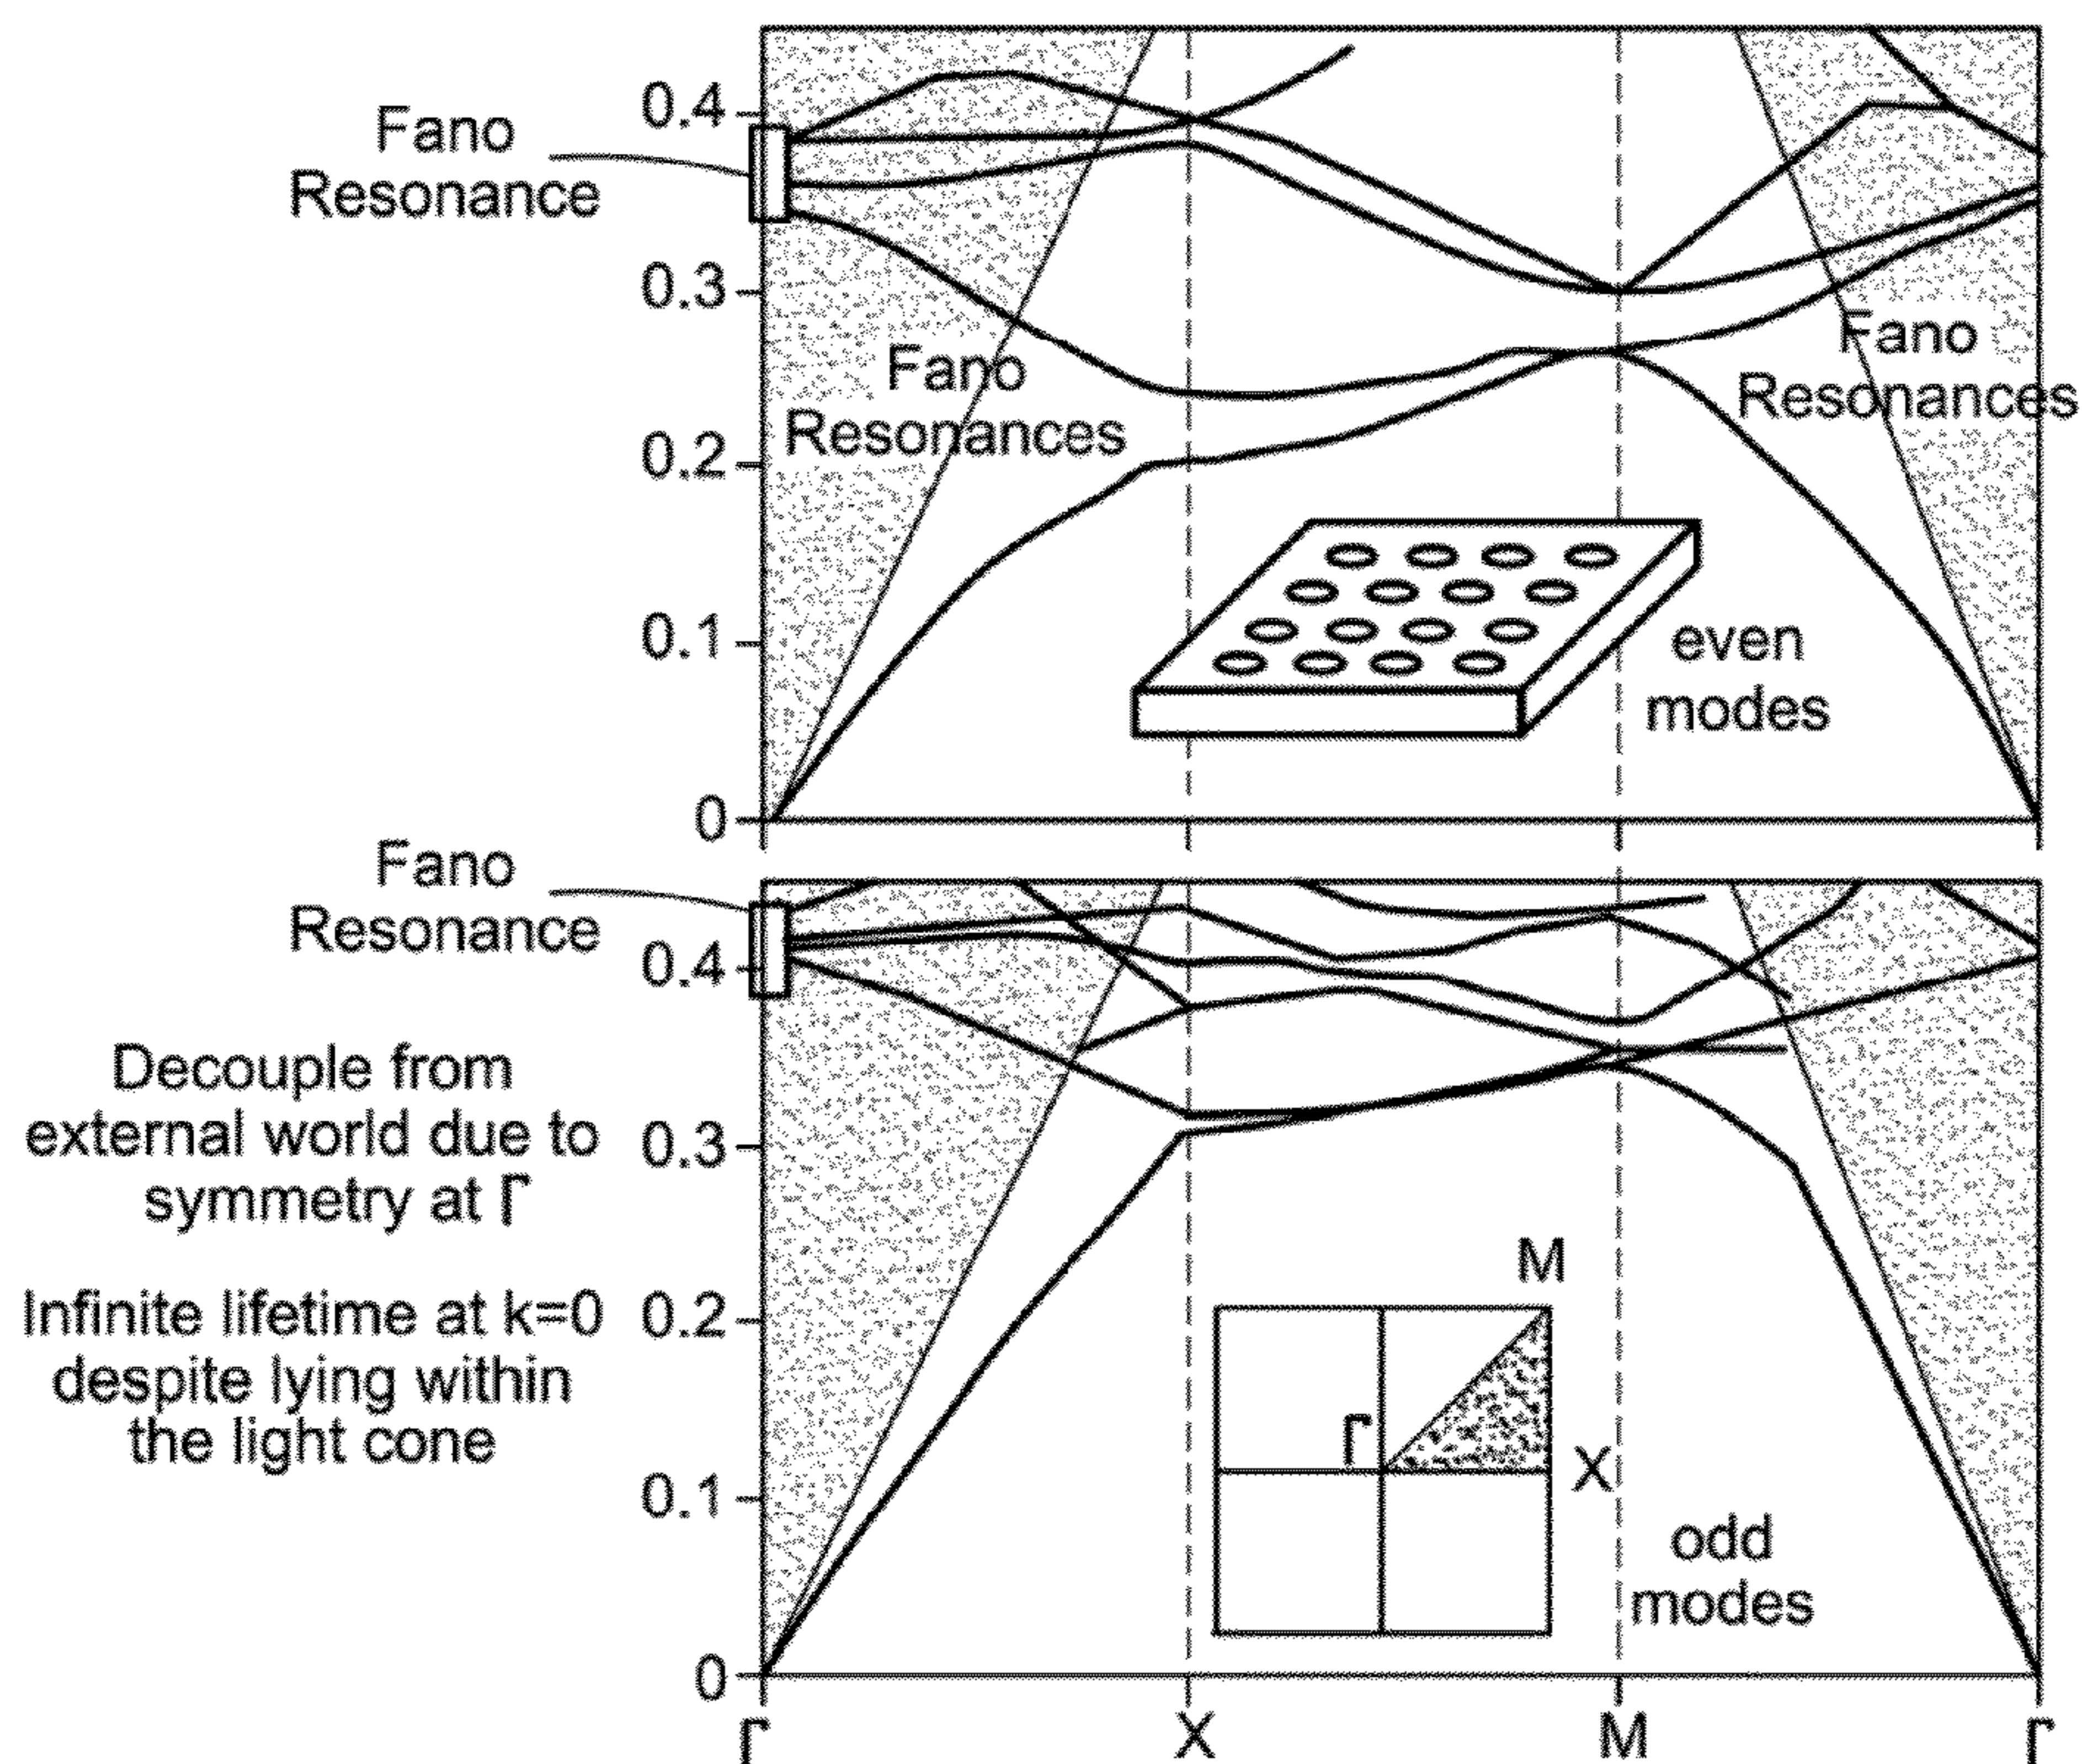 Fano
Resonance
0.4
0.3
0.2
0.1
0
Fano
Resonances
Fano
Resonances
even
modes
Fano
Resonance
Decouple from
external world due to
symmetry at Γ
Infinite lifetime at k=0
despite lying within
the light cone
0.4
0.3
0.2
0.1
0
M
Γ
X
odd
modes
Γ
X
M
Γ